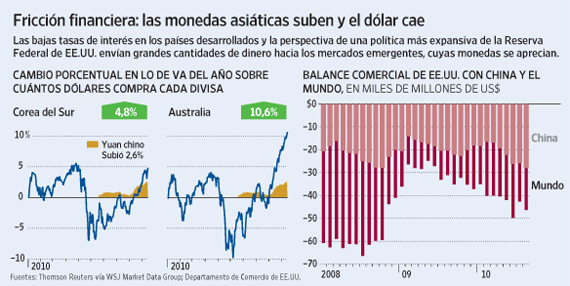 Fricción financiera: las monedas asiáticas suben y el dólar cae
Las bajas tasas de interés en los países desarrollados y la perspectiva de una política más expansiva de la Reserva
Federal de EE.UU. envían grandes cantidades de dinero hacia los mercados emergentes, cuyas monedas se aprecian.
CAMBIO PORCENTUAL EN LO DE VA DEL AÑO SOBRE
CUÁNTOS DÓLARES COMPRA CADA DIVISA
Corea del Sur 4,8% Australia 10,6%
10%
5
0
−5
−10
Yuan chino
Subió 2,6%
2010 2010
BALANCE COMERCIAL DE EE.UU. CON CHINA Y EL
MUNDO, EN MILES DE MILLONES DE US$
$0
−10
−20
−30
−40
−50
−60
−70
China
Mundo
2008 09 10
Fuentes: Thomson Reuters vía WSJ Market Data Group; Departamento de Comercio de EE.UU.